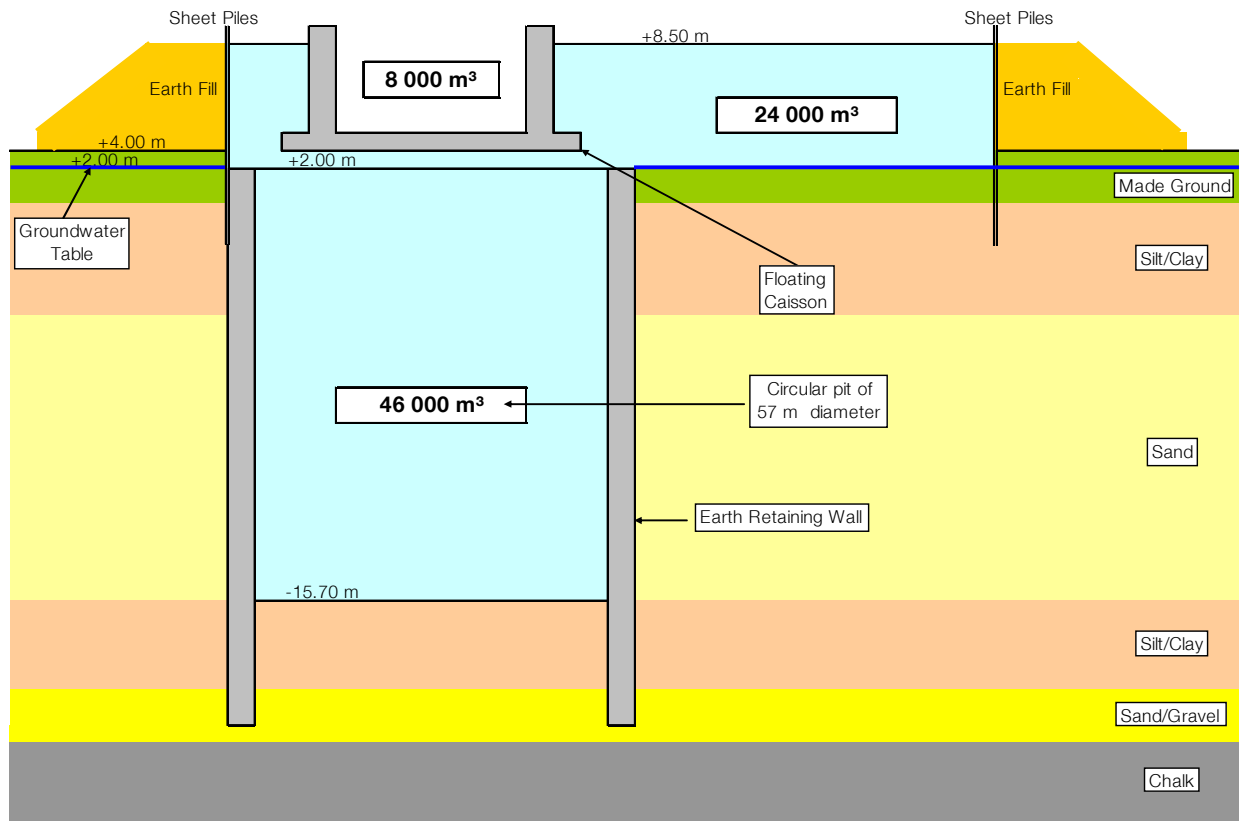 Sheet Piles
Sheet Piles
+8.50 m
8 000 m³
Earth Fill
Earth Fill
24 000 m³
+4.00 m
+2.00 m
+2.00 m
Made Ground
Groundwater
Table
Silt/Clay
Floating
Caisson
46 000 m³
Circular pit of
57 m diameter
Sand
Earth Retaining Wall
-15.70 m
Silt/Clay
Sand/Gravel
Chalk